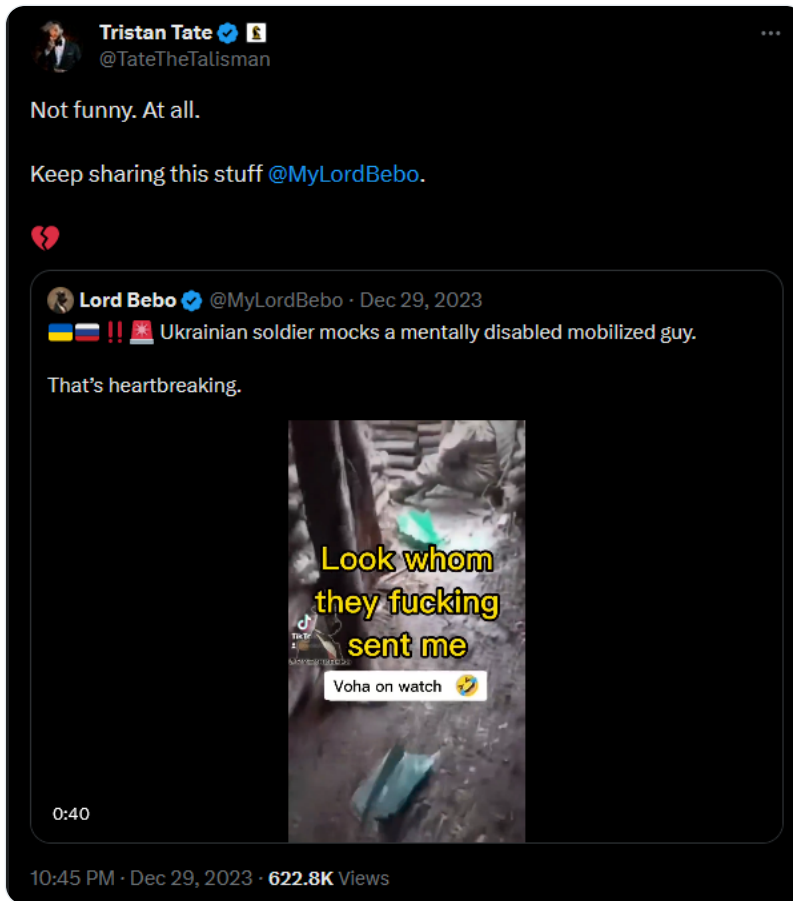 Tristan Tate
@TateTheTalisman
Not funny. At all.
Keep sharing this stuff @MyLordBebo.
💔
Lord Bebo @MyLordBebo · Dec 29, 2023
🇺🇦🇷🇺‼️🚨 Ukrainian soldier mocks a mentally disabled mobilized guy.
That's heartbreaking.
Look whom
they fucking
sent me
TikTo
Voha on watch 🤣
0:40
10:45 PM · Dec 29, 2023 · 622.8K Views